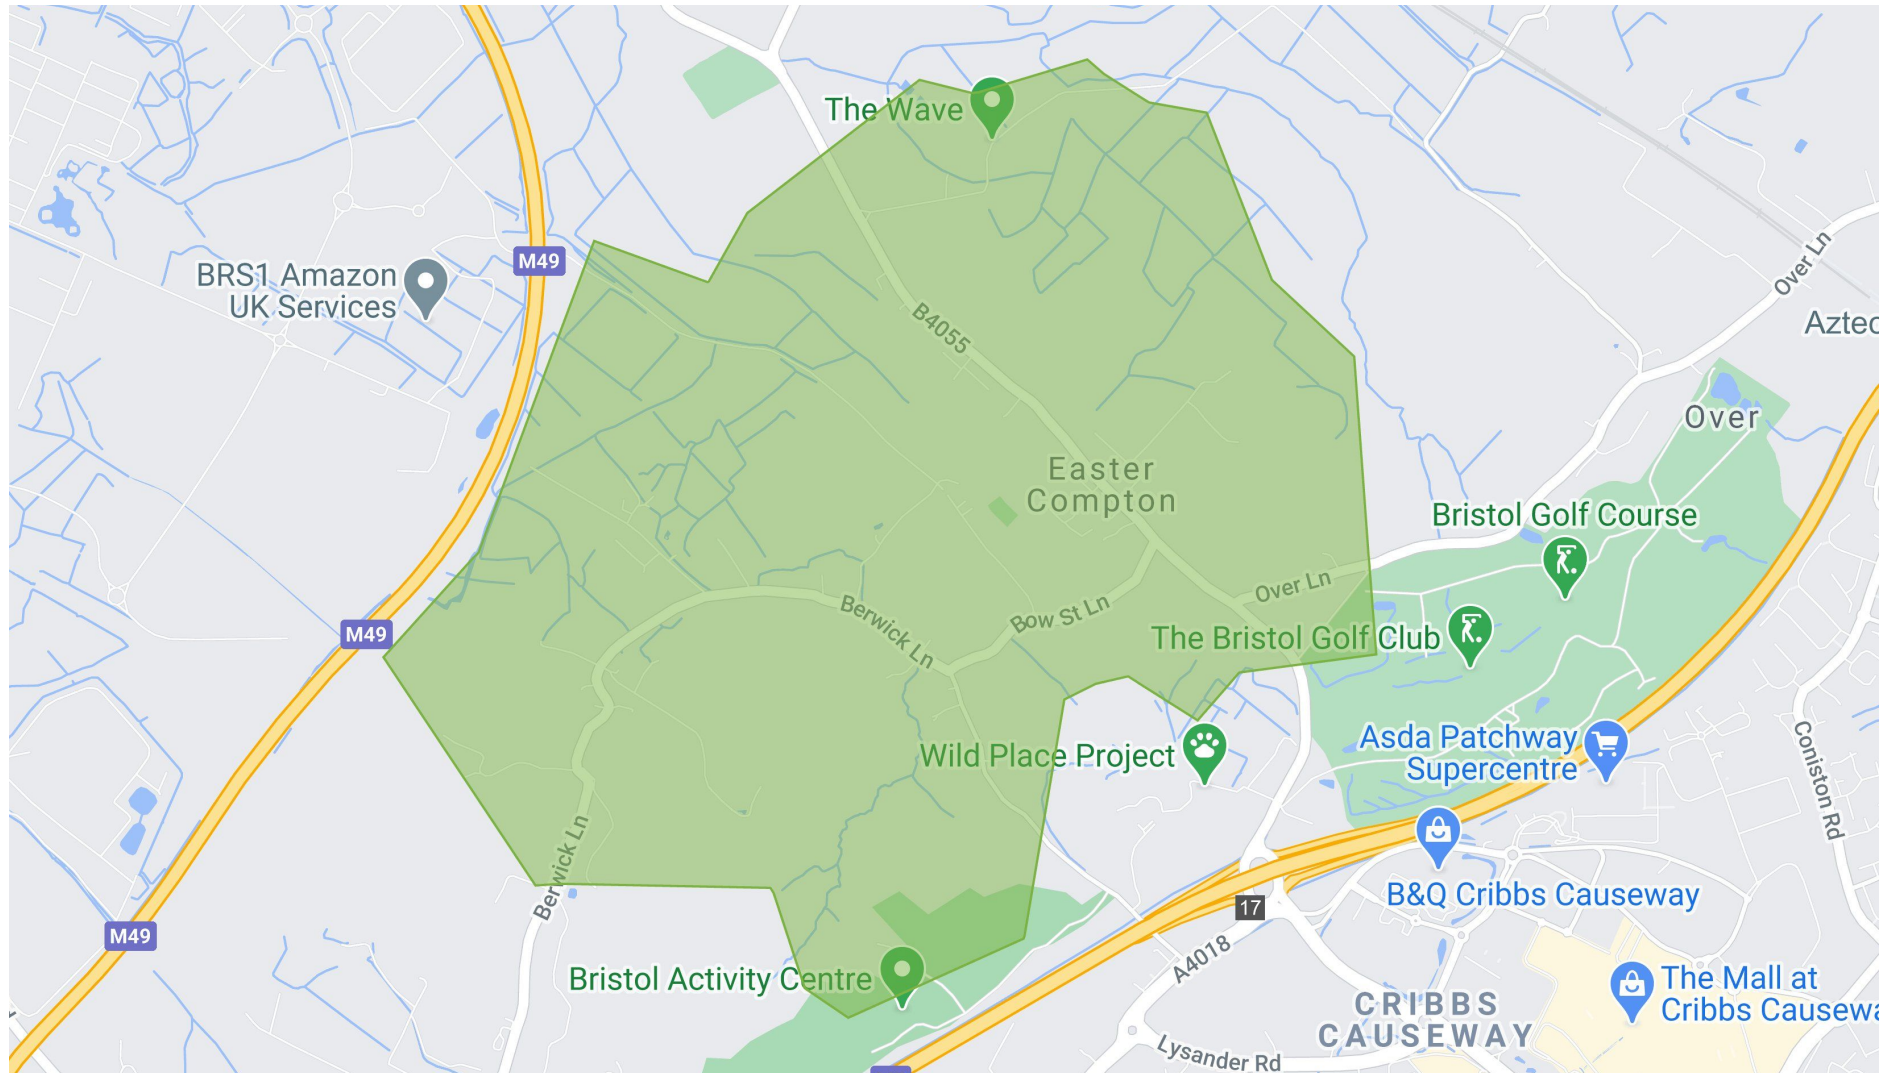 The Wave
M49
BRS1 Amazon
UK Services
Over Ln
B4055
Aztec
Over
Easter
Compton
Bristol Golf Course
Over Ln
Berwick Ln
Bow St Ln
M49
The Bristol Golf Club
Wild Place Project
Asda Patchway
Supercentre
Coniston Rd
Berwick Ln
B&Q Cribbs Causeway
17
M49
A4018
Bristol Activity Centre
The Mall at
Cribbs Causewa
CRIBBS
CAUSEWAY
Lysander Rd